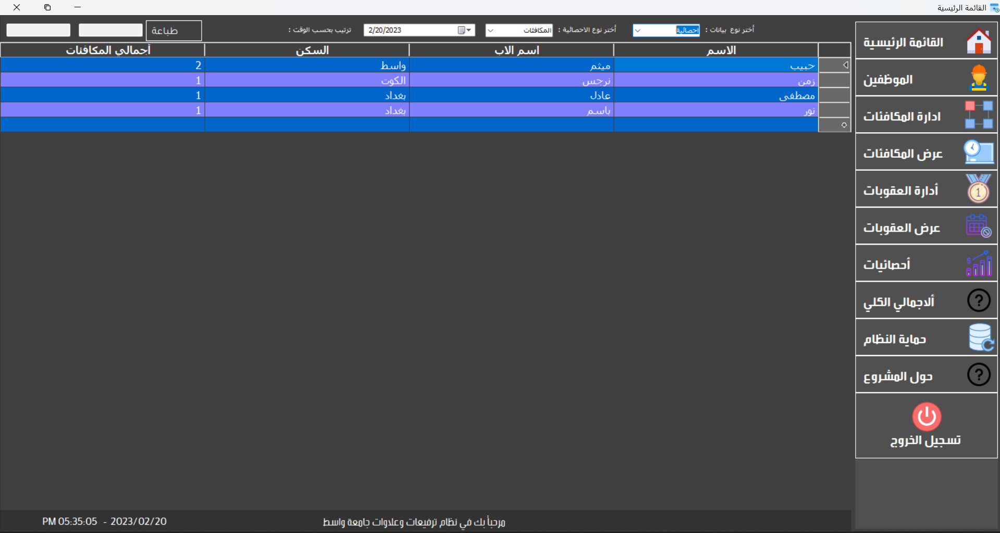 القائمة الرئيسية
أختر نوع بيانات : احصائية أختر نوع الاحصائية : المكافئات 2/20/2023 ترتيب بحسب الوقت : طباعة
الاسم اسم الاب السكن أجمالي المكافئات
حبيب ميثم واسط 2
زمن نرجس الكوت 1
مصطفى عادل بغداد 1
نور باسم بغداد 1
القائمة الرئيسية
الموظفين
ادارة المكافئات
عرض المكافئات
أدارة العقوبات
عرض العقوبات
أحصائيات
ألاجمالي الكلي
حماية النظام
حول المشروع
تسجيل الخروج
مرحبأ بك في نظام ترفيعات وعلاوات جامعة واسط
PM 05:35:05 - 2023/02/20